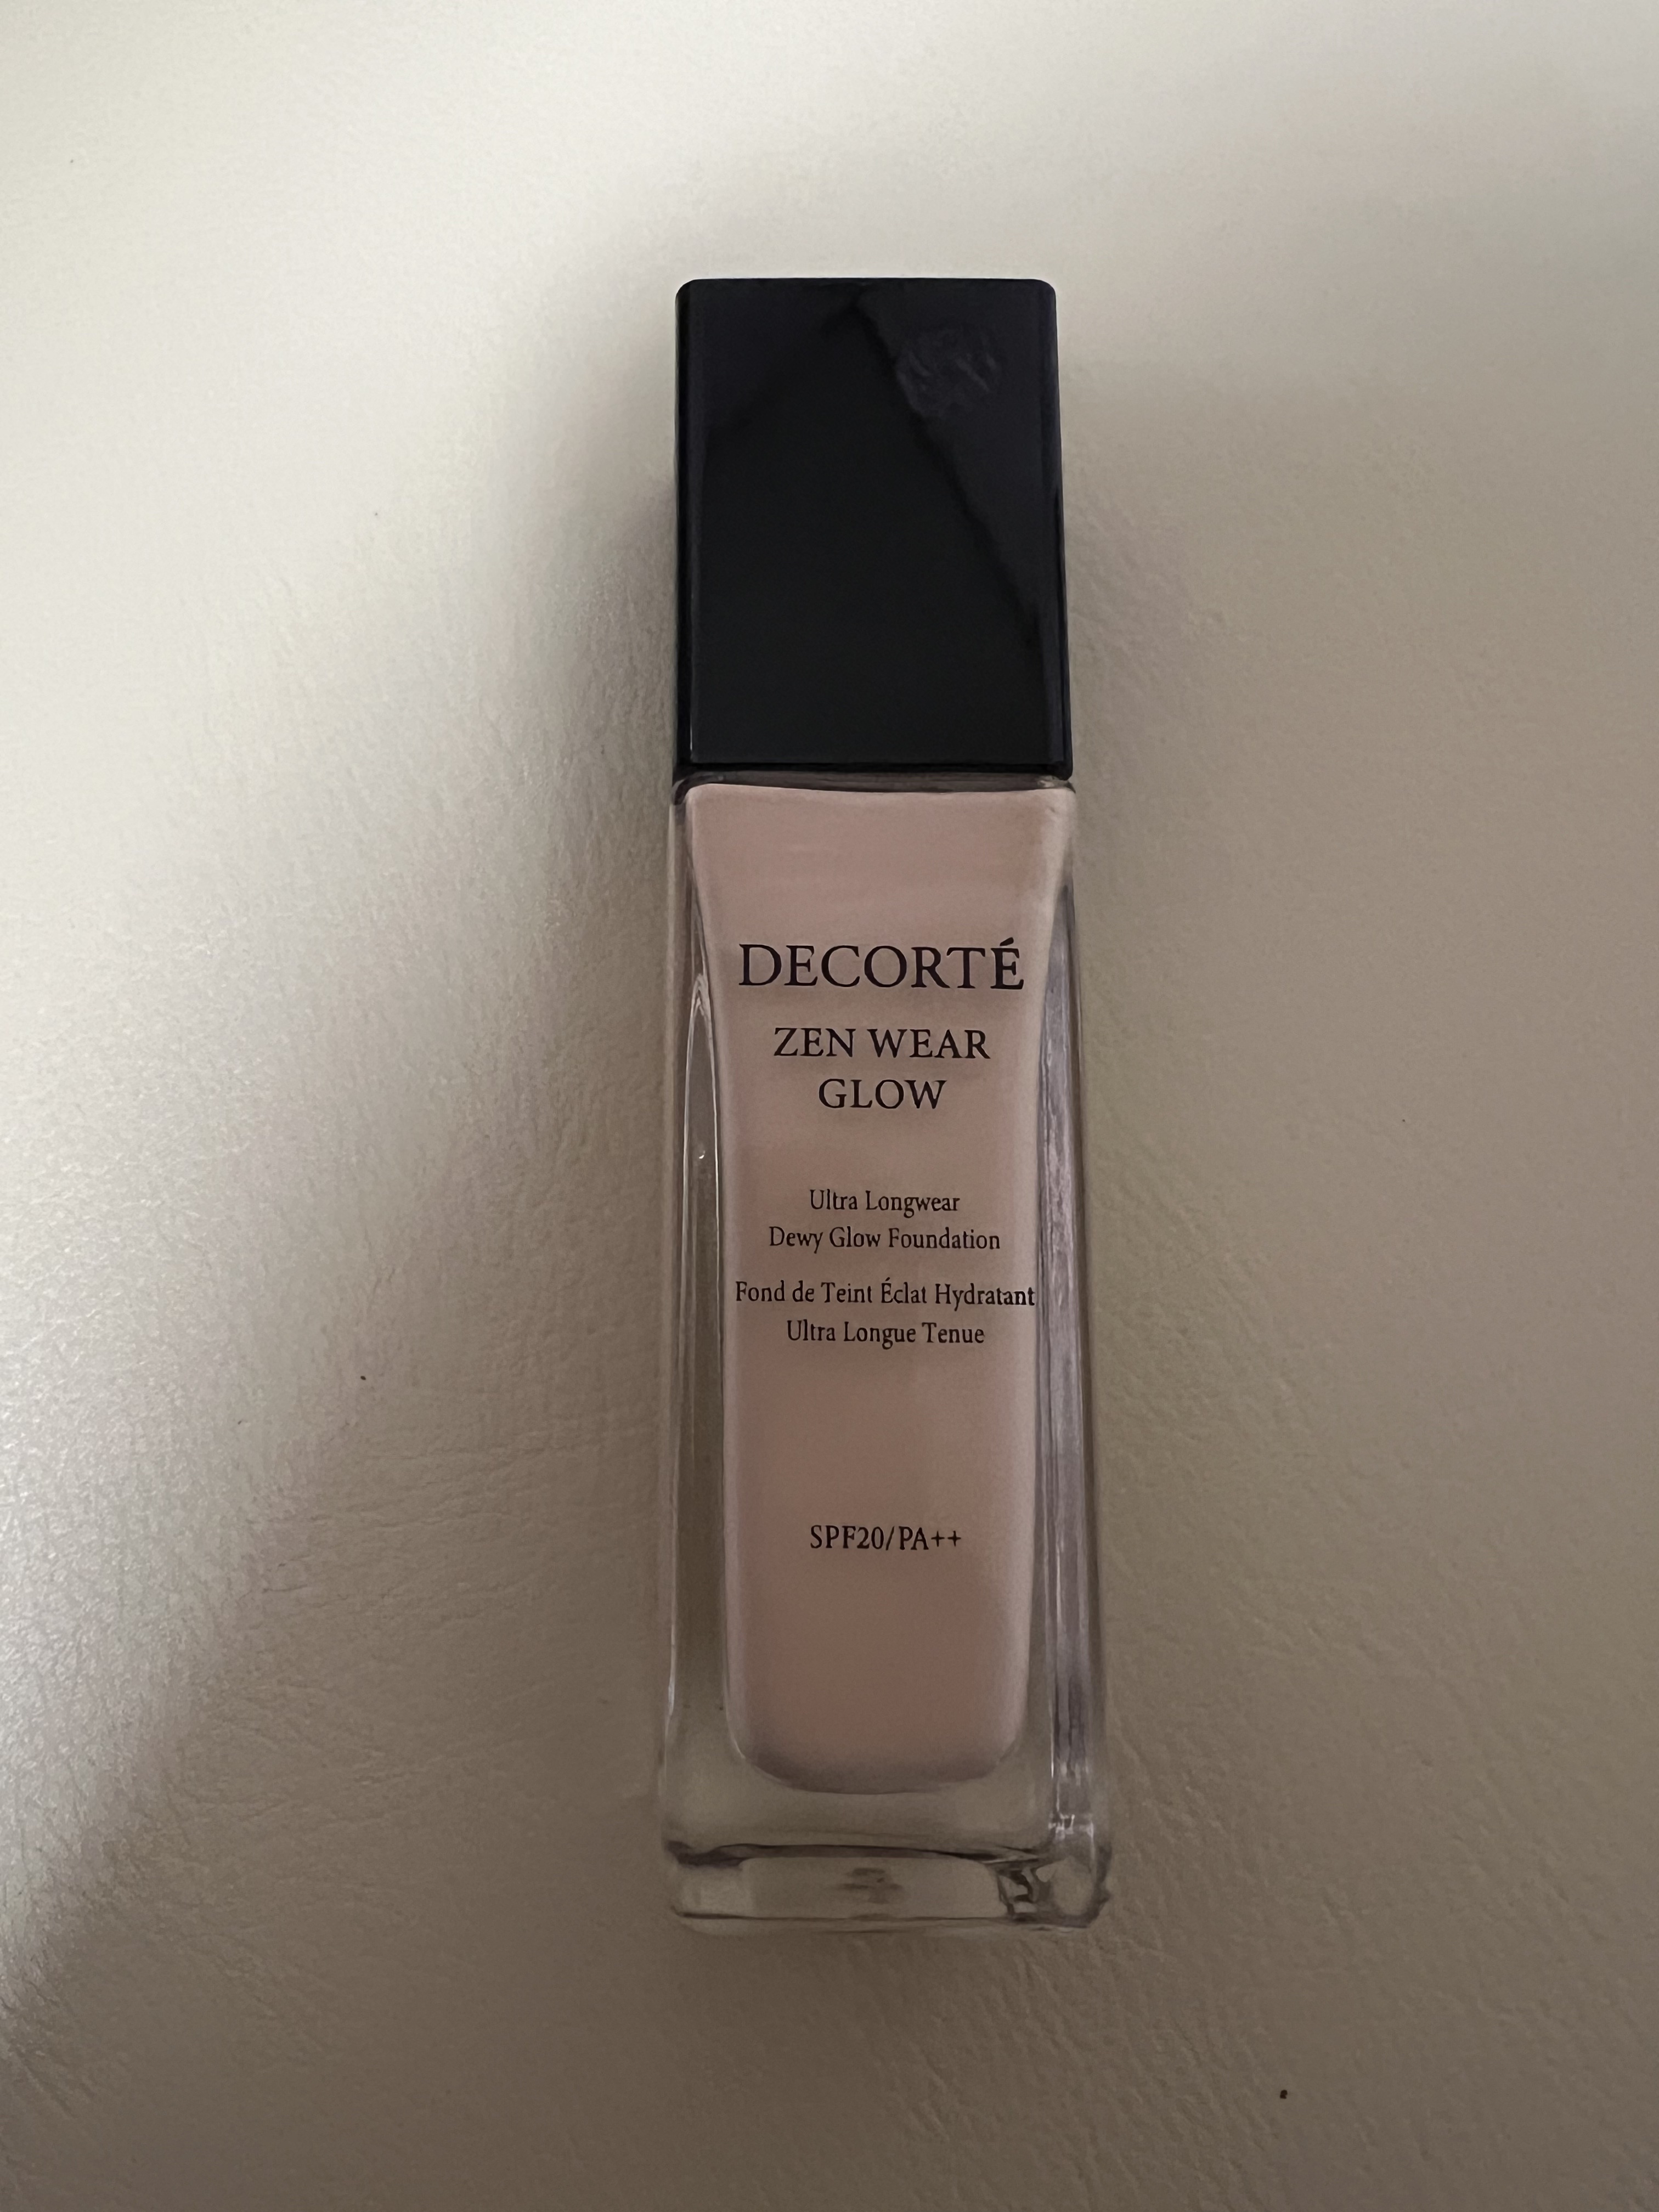 DECORTÉ
ZEN WEAR
GLOW
Ultra Longwear
Dewy Glow Foundation
Fond de Teint Éclat Hydratant
Ultra Longue Tenue
SPF20/PA++